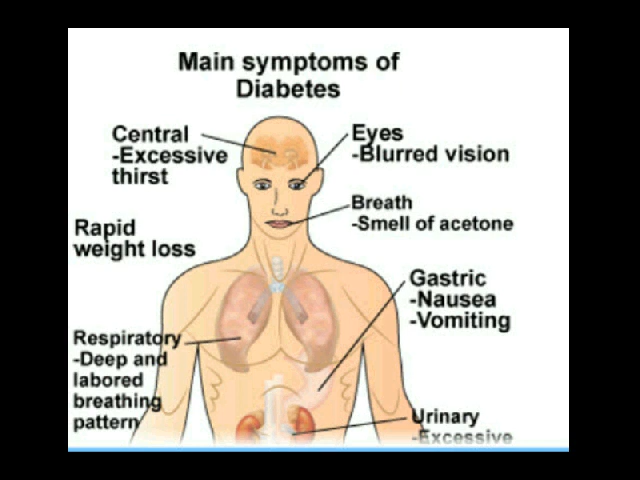 Main symptoms of
Diabetes
Central
-Excessive
thirst
Eyes
-Blurred vision
Breath
-Smell of acetone
Rapid
weight loss
Gastric
-Nausea
-Vomiting
Respiratory
-Deep and
labored
breathing
pattern
Urinary
-Excessive